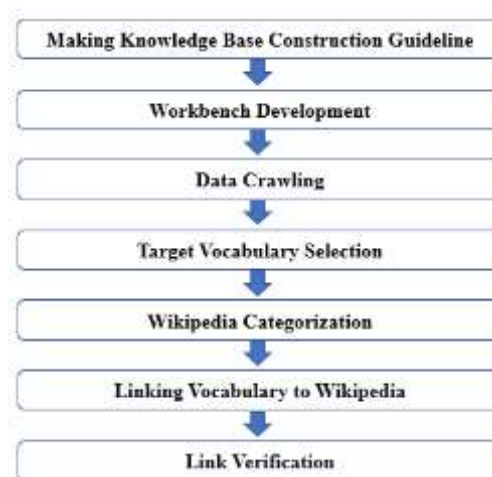 Making Knowledge Base Construction Guideline
Workbench Development
Data Crawling
Target Vocabulary Selection
Wikipedia Categorization
Linking Vocabulary to Wikipedia
Link Verification